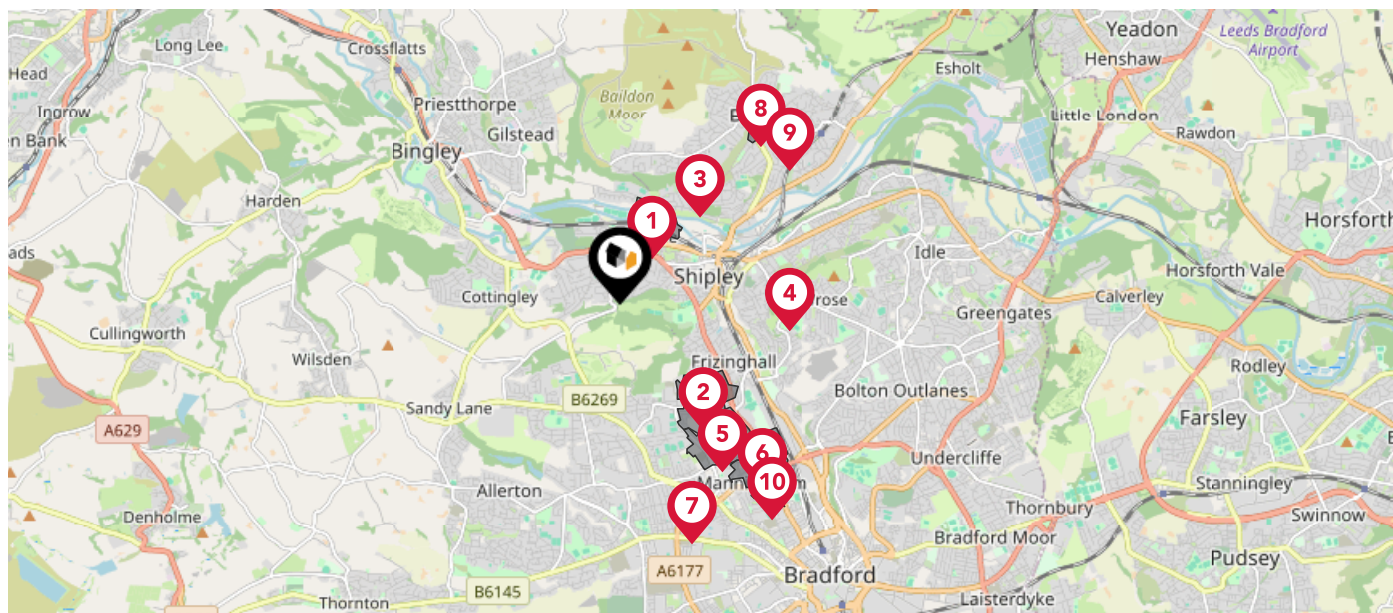 Yeadon
Long Lee
Crossflatts
Leeds Bradford
Airport
Henshaw
Head
Esholt
Baildon
Moor
Priestthorpe
Ingrow
8
Little London
en Bank
Gilstead
9
Rawdon
Bingley
3
Harden
1
Horsforth
ads
Idle
Shipley
Horsforth Vale
Cottingley
4
rose
Calverley
Greengates
Cullingworth
Wilsden
Frizinghall
Rodley
2
Bolton Outlanes
B6269
Sandy Lane
Farsley
A629
5
6
Undercliffe
10
Allerton
Stanningley
7
Thornbury
Denholme
Swinnow
Bradford Moor
Pudsey
A6177
Bradford
B6145
Thornton
Laisterdyke